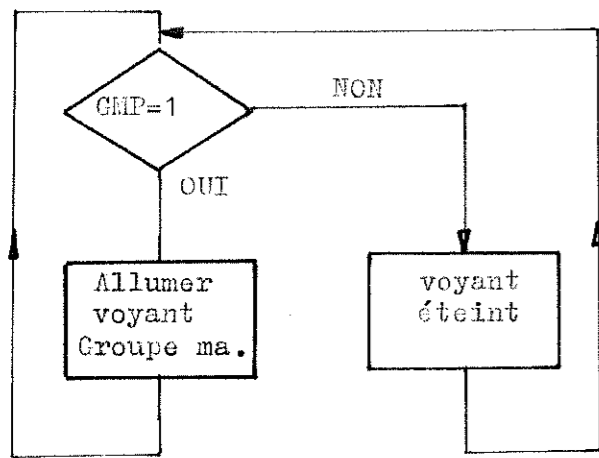 GMP=1
NON
OUI
Allumer
voyant
Groupe ma.
voyant
éteint